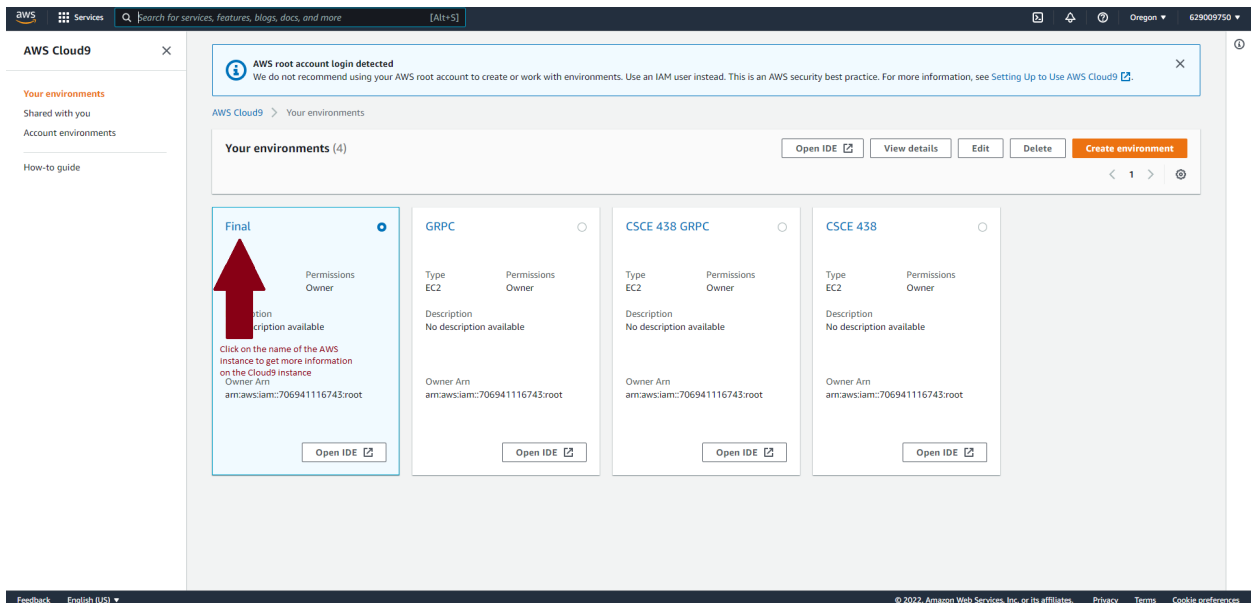 aws Services Search for services, features, blogs, docs, and more [Alt+S] Oregon ▼ 629009750 ▼
AWS Cloud9
Your environments
Shared with you
Account environments
How-to guide
AWS root account login detected
We do not recommend using your AWS root account to create or work with environments. Use an IAM user instead. This is an AWS security best practice. For more information, see Setting Up to Use AWS Cloud9.
AWS Cloud9 > Your environments
Your environments (4)
Open IDE View details Edit Delete Create environment
< 1 >
Final
Permissions
Owner
ption
cription available
Click on the name of the AWS
instance to get more information
on the Cloud9 instance
Owner Arn
arn:aws:iam::706941116743:root
Open IDE
GRPC
Type Permissions
EC2 Owner
Description
No description available
Owner Arn
arn:aws:iam::706941116743:root
Open IDE
CSCE 438 GRPC
Type Permissions
EC2 Owner
Description
No description available
Owner Arn
arn:aws:iam::706941116743:root
Open IDE
CSCE 438
Type Permissions
EC2 Owner
Description
No description available
Owner Arn
arn:aws:iam::706941116743:root
Open IDE
Feedback English (US) ▼ © 2022, Amazon Web Services, Inc. or its affiliates. Privacy Terms Cookie preferences